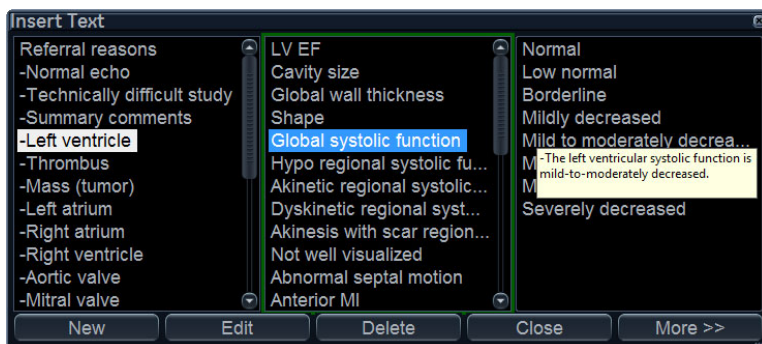 Insert Text
Referral reasons
-Normal echo
-Technically difficult study
-Summary comments
-Left ventricle
-Thrombus
-Mass (tumor)
-Left atrium
-Right atrium
-Right ventricle
-Aortic valve
-Mitral valve
LV EF
Cavity size
Global wall thickness
Shape
Global systolic function
Hypo regional systolic fu...
Akinetic regional systolic...
Dyskinetic regional syst...
Akinesis with scar region...
Not well visualized
Abnormal septal motion
Anterior MI
Normal
Low normal
Borderline
Mildly decreased
Mild to moderately decrea...
M
M
-The left ventricular systolic function is
mild-to-moderately decreased.
Severely decreased
New Edit Delete Close More >>